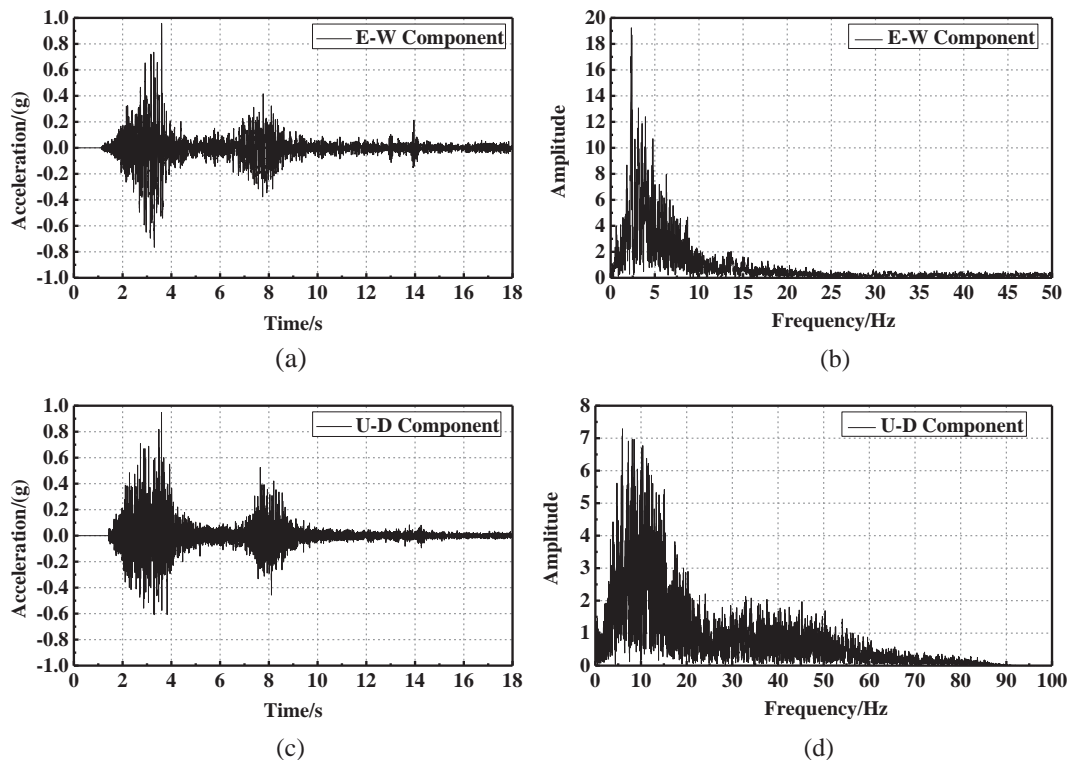 1.0
0.8
0.6
0.4
0.2
0.0
-0.2
-0.4
-0.6
-0.8
-1.0
Acceleration/(g)
E-W Component
0 2 4 6 8 10 12 14 16 18
Time/s
(a)
20
18
16
14
12
10
8
6
4
2
0
Amplitude
E-W Component
0 5 10 15 20 25 30 35 40 45 50
Frequency/Hz
(b)
1.0
0.8
0.6
0.4
0.2
0.0
-0.2
-0.4
-0.6
-0.8
-1.0
Acceleration/(g)
U-D Component
0 2 4 6 8 10 12 14 16 18
Time/s
(c)
8
7
6
5
4
3
2
1
0
Amplitude
U-D Component
0 10 20 30 40 50 60 70 80 90 100
Frequency/Hz
(d)